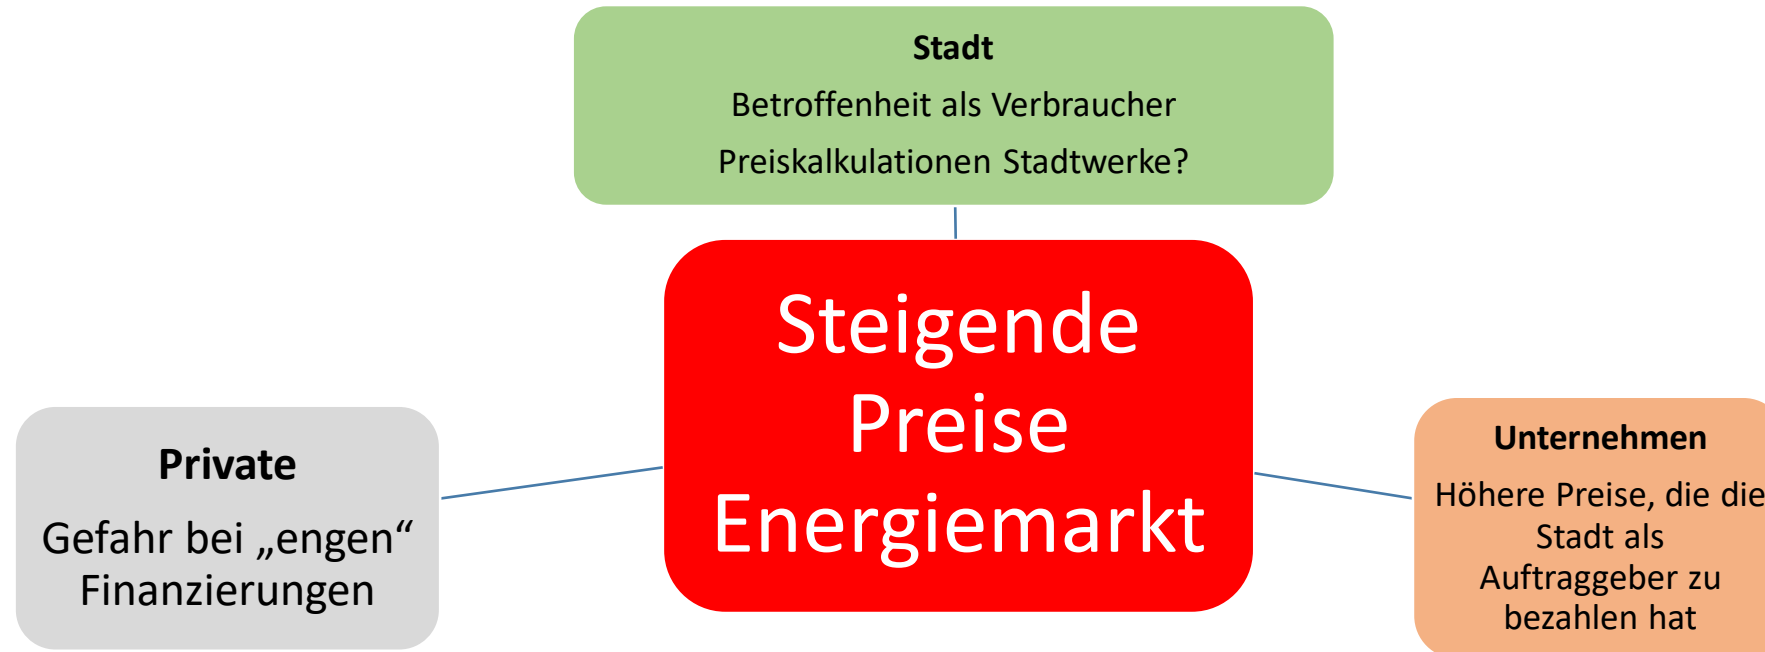 Stadt
Betroffenheit als Verbraucher
Preiskalkulationen Stadtwerke?
Steigende
Preise
Energiemarkt
Private
Gefahr bei „engen“
Finanzierungen
Unternehmen
Höhere Preise, die die
Stadt als
Auftraggeber zu
bezahlen hat